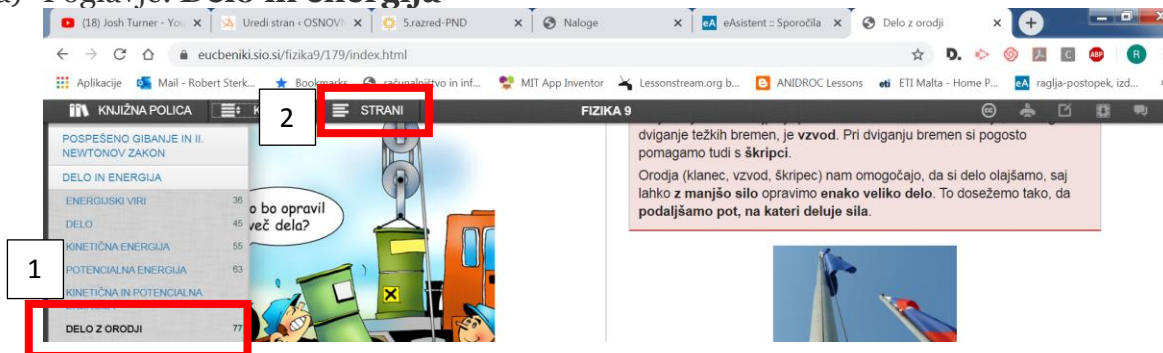 a) Poglavje: Delo in energija
(18) Josh Turner - You
Uredi stran ‹ OSNOVN
5.razred-PND
Naloge
eAsistent :: Sporočila
Delo z orodji
eucbeniki.sio.si/fizika9/179/index.html
Aplikacije
Mail - Robert Sterk...
Bookmarks
računalništvo in inf...
MIT App Inventor
Lessonstream.org b...
ANIDROC Lessons
ETI Malta - Home P...
raglja-postopek, izd...
KNJIŽNA POLICA
K
2
STRANI
FIZIKA 9
POSPEŠENO GIBANJE IN II.
NEWTONOV ZAKON
DELO IN ENERGIJA
ENERGIJSKI VIRI 36
DELO 45
KINETIČNA ENERGIJA 55
1
POTENCIALNA ENERGIJA 63
KINETIČNA IN POTENCIALNA
DELO Z ORODJI 77
o bo opravil
več dela?
dviganje težkih bremen, je vzvod. Pri dviganju bremen si pogosto
pomagamo tudi s škripci.
Orodja (klanec, vzvod, škripec) nam omogočajo, da si delo olajšamo, saj
lahko z manjšo silo opravimo enako veliko delo. To dosežemo tako, da
podaljšamo pot, na kateri deluje sila.